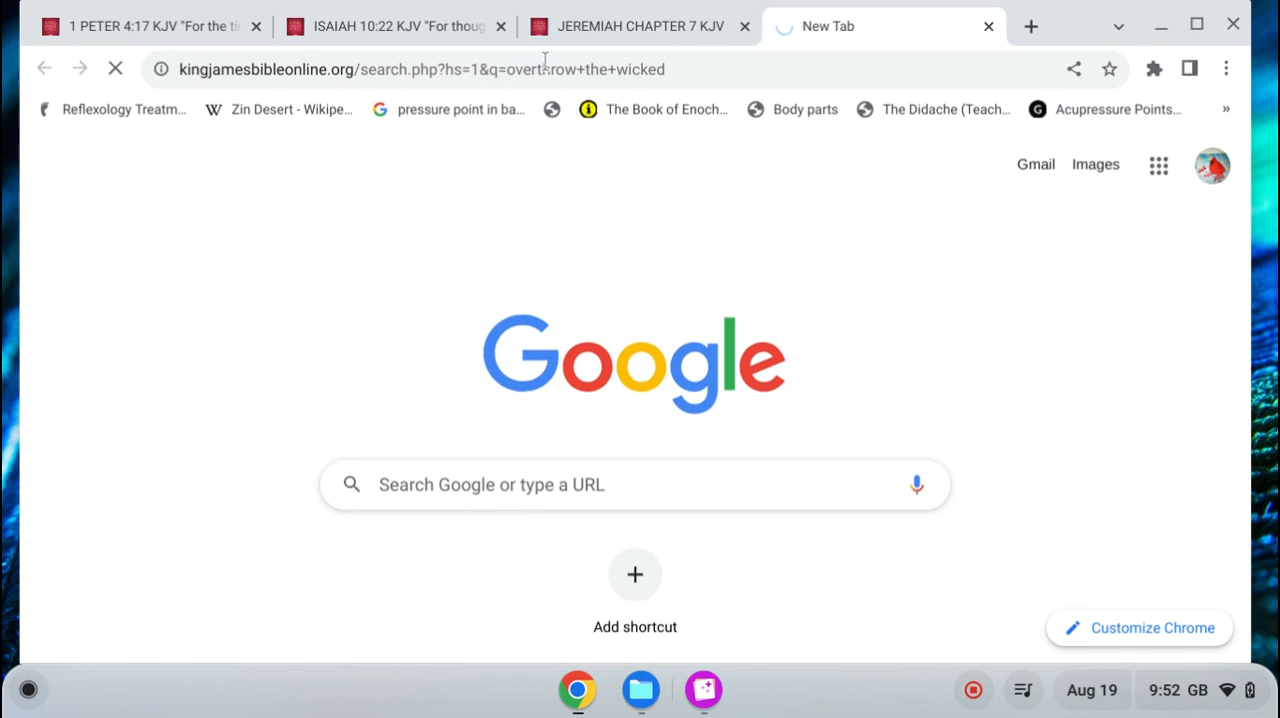 1 PETER 4:17 KJV "For the ti
ISAIAH 10:22 KJV "For thoug
JEREMIAH CHAPTER 7 KJV
New Tab
kingjamesbibleonline.org/search.php?hs=1&q=overthrow+the+wicked
Reflexology Treatm...
W Zin Desert - Wikipe...
G pressure point in ba...
i The Book of Enoc...
Body parts
The Didache (Teach...
G Acupressure Points...
»
Gmail
Images
Google
Search Google or type a URL
Add shortcut
Customize Chrome
Aug 19
9:52 GB